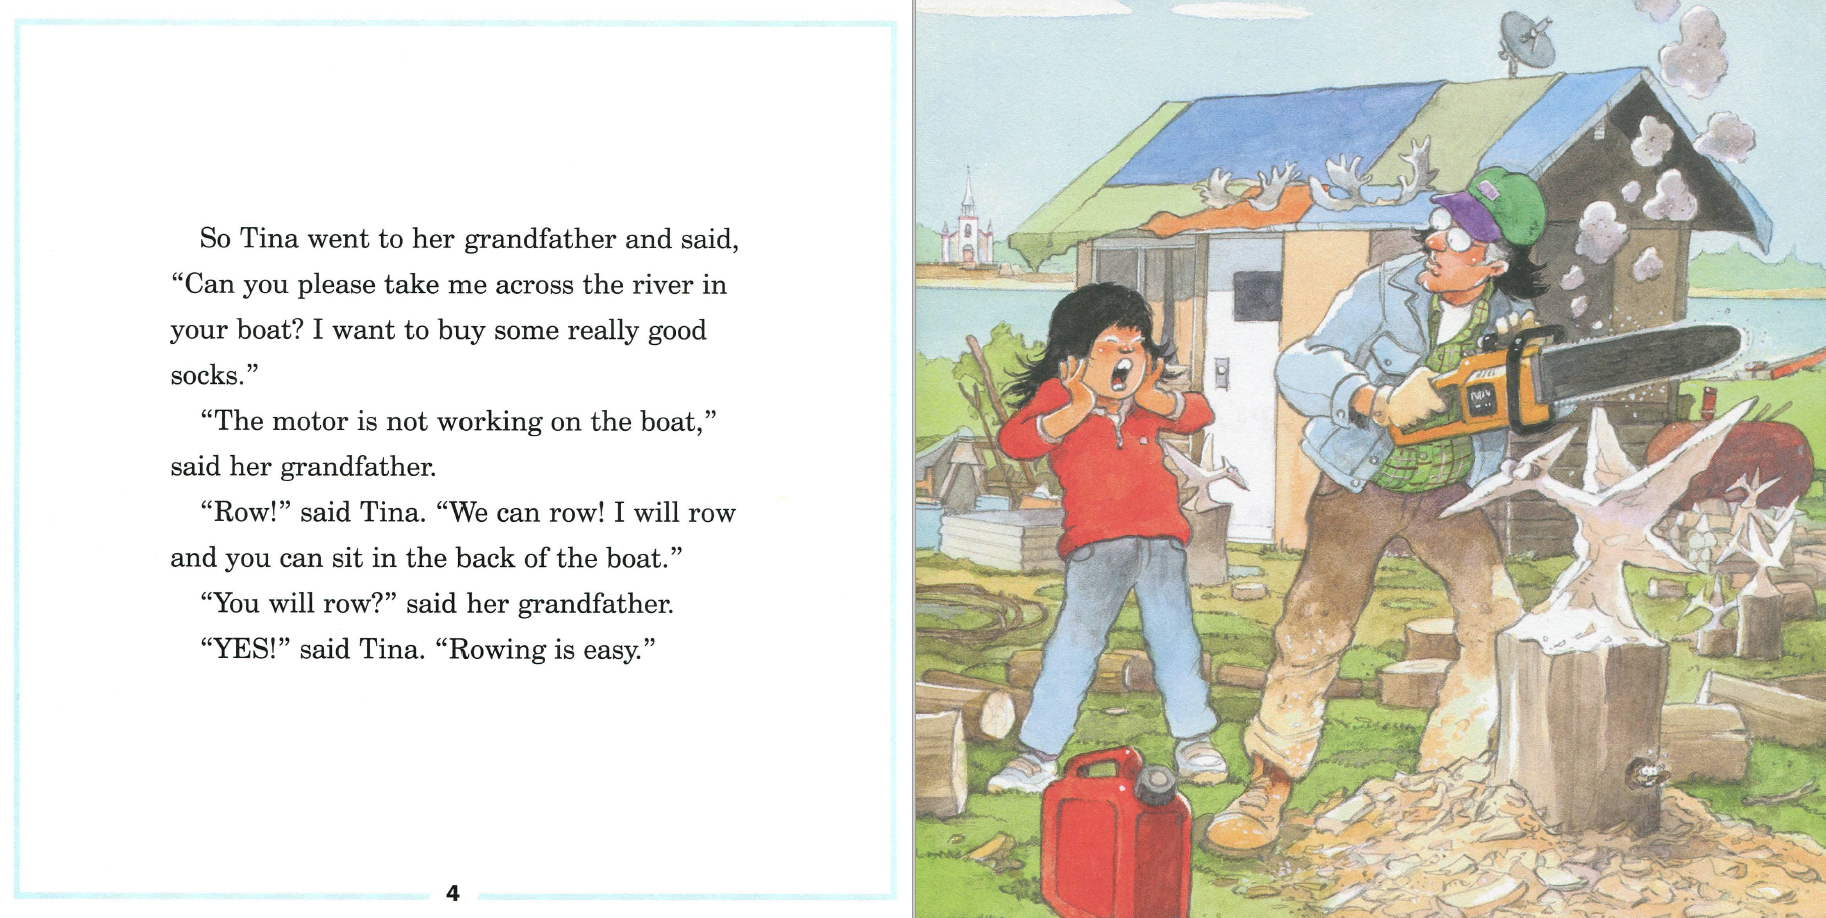 So Tina went to her grandfather and said,
“Can you please take me across the river in
your boat? I want to buy some really good
socks.”
“The motor is not working on the boat,”
said her grandfather.
“Row!” said Tina. “We can row! I will row
and you can sit in the back of the boat.”
“You will row?” said her grandfather.
“YES!” said Tina. “Rowing is easy.”
4